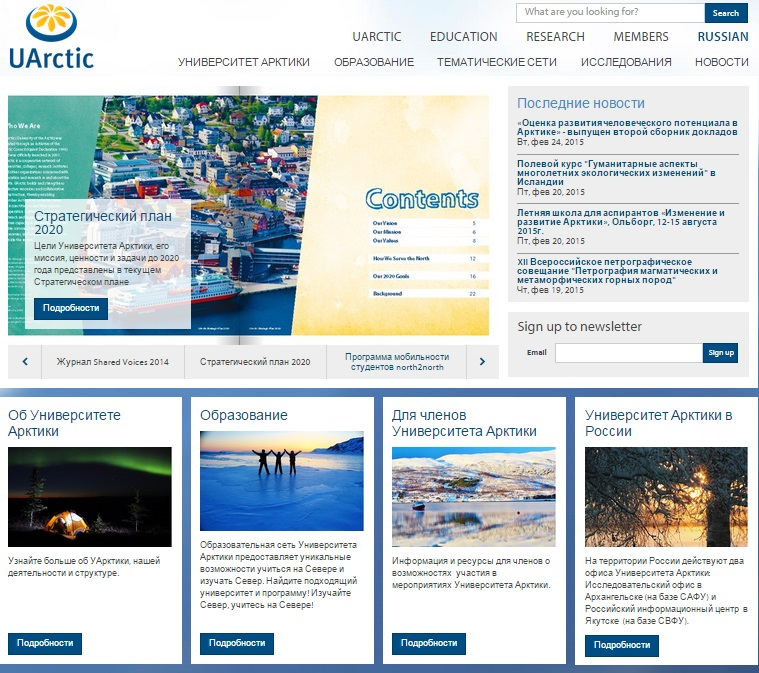 What are you looking for?
Search
UArctic
UARCTIC EDUCATION RESEARCH MEMBERS RUSSIAN
УНИВЕРСИТЕТ АРКТИКИ ОБРАЗОВАНИЕ ТЕМАТИЧЕСКИЕ СЕТИ ИССЛЕДОВАНИЯ НОВОСТИ
Who We Are
Contents
Our Vision 5
Our Mission 6
Our Values 8
How We Serve the North 12
Our 2020 Goals 16
Background 22
Стратегический план
2020
Цели Университета Арктики, его
миссия, ценности и задачи до 2020
года представлены в текущем
Стратегическом плане
Подробности
Журнал Shared Voices 2014
Стратегический план 2020
Программа мобильности
студентов north2north
Последние новости
«Оценка развитиячеловеческого потенциала в
Арктике» - выпущен второй сборник докладов
Вт, фев 24, 2015
Полевой курс "Гуманитарные аспекты
многолетних экологических изменений" в
Исландии
Пт, фев 20, 2015
Летняя школа для аспирантов «Изменение и
развитие Арктики», Ольборг, 12-15 августа
2015г.
Пт, фев 20, 2015
XII Всероссийское петрографическое
совещание "Петрография магматических и
метаморфических горных пород"
Чт, фев 19, 2015
Sign up to newsletter
Email
Sign up
Об Университете
Арктики
Узнайте больше об УАрктики, нашей
деятельности и структуре.
Подробности
Образование
Образовательная сеть Университета
Арктики предоставляет уникальные
возможности учиться на Севере и
изучать Север. Найдите подходящий
университет и программу! Изучайте
Север, учитесь на Севере!
Подробности
Для членов
Университета Арктики
Информация и ресурсы для членов о
возможностях участия в
мероприятиях Университета Арктики.
Подробности
Университет Арктики в
России
На территории России действуют два
офиса Университета Арктики:
Исследовательский офис в
Архангельске (на базе САФУ) и
Российский информационный центр в
Якутске (на базе СВФУ).
Подробности